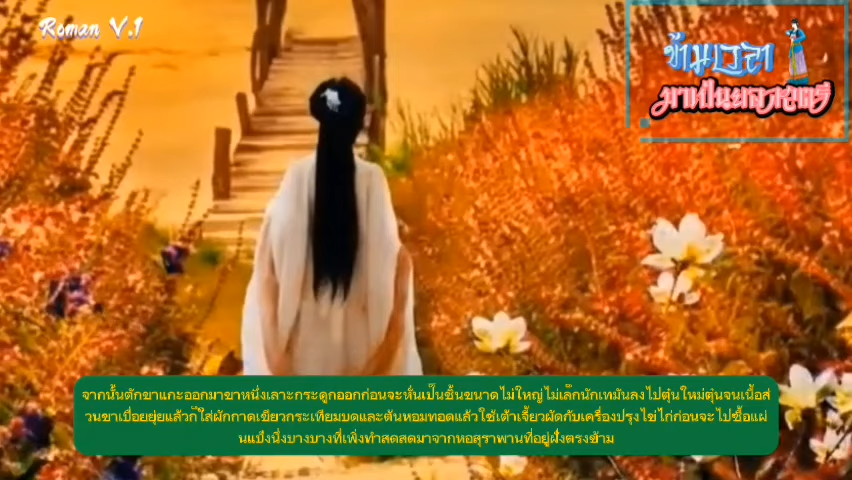 Roman V.1
ข้ามเวลา
มาเป็นยอดสตรี
จากนั้นตักขาแกะออกมาขาหนึ่งเลาะกระดูกออกก่อนจะหั่นเป็นชิ้นขนาดไม่ใหญ่ไม่เล็กนักเทมันลงไปตุ๋นใหม่ตุ๋นจนเนื้อส่
วนขาเปื่อยยุ่ยแล้วก็ใส่ผักกาดเขียวกระเทียมบดและต้นหอมทอดแล้วใช้เต้าเจี้ยวผัดกับเครื่องปรุงไข่ไก่ก่อนจะไปซื้อแผ่
นแป้งนึ่งบางบางที่เพิ่งทำสดสดมาจากหอสุราพานที่อยู่ฝั่งตรงข้าม